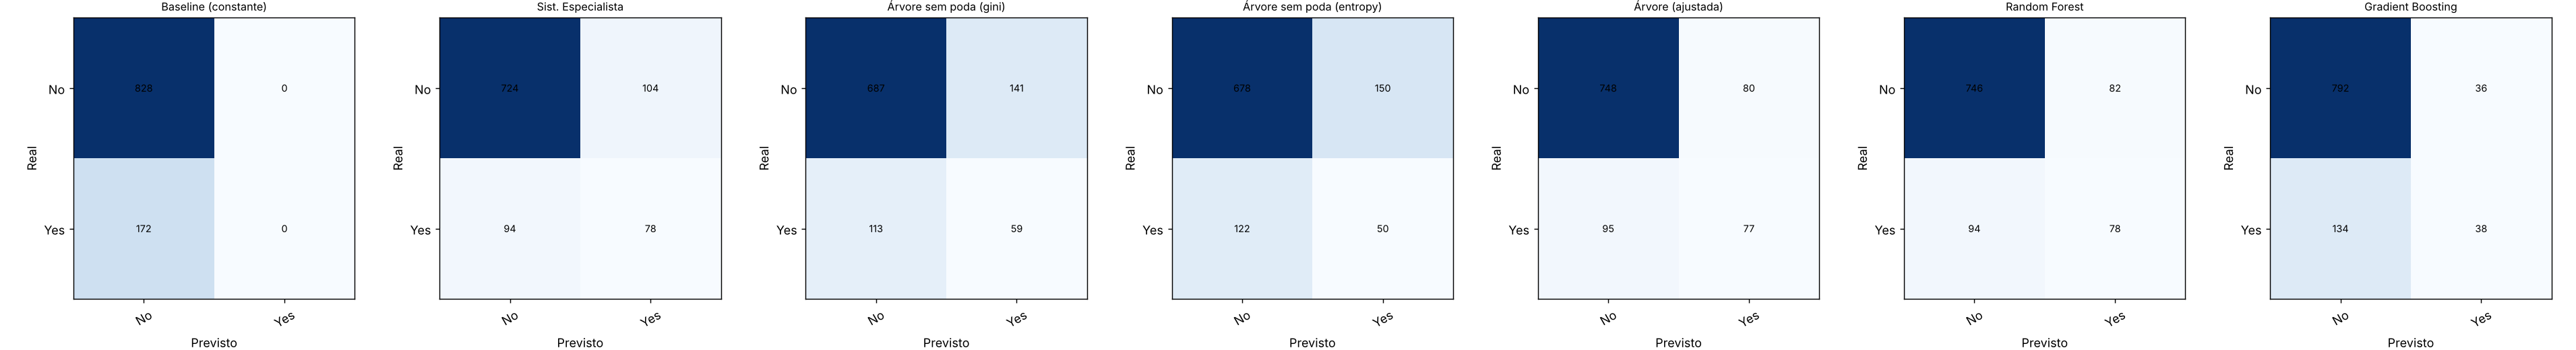 Baseline (constante)
No
828
0
Real
Yes
172
0
No
Yes
Previsto
Sist. Especialista
No
724
104
Real
Yes
94
78
No
Yes
Previsto
Árvore sem poda (gini)
No
687
141
Real
Yes
113
59
No
Yes
Previsto
Árvore sem poda (entropy)
No
678
150
Real
Yes
122
50
No
Yes
Previsto
Árvore (ajustada)
No
748
80
Real
Yes
95
77
No
Yes
Previsto
Random Forest
No
746
82
Real
Yes
94
78
No
Yes
Previsto
Gradient Boosting
No
792
36
Real
Yes
134
38
No
Yes
Previsto